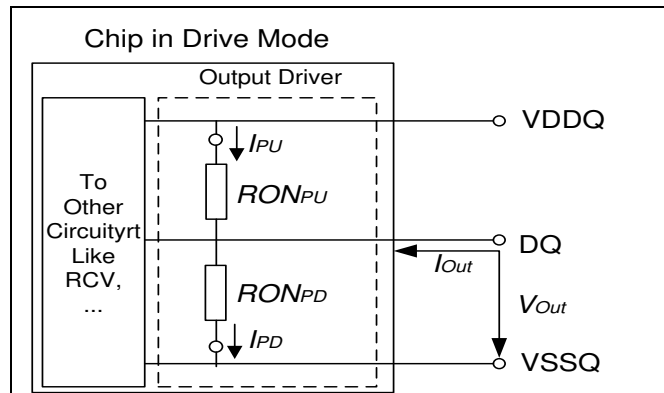 Chip in Drive Mode
Output Driver
VDDQ
IPU
To
Other
Circuityrt
Like
RCV,
...
RONPU
DQ
IOut
RONPD
VOut
IPD
VSSQ